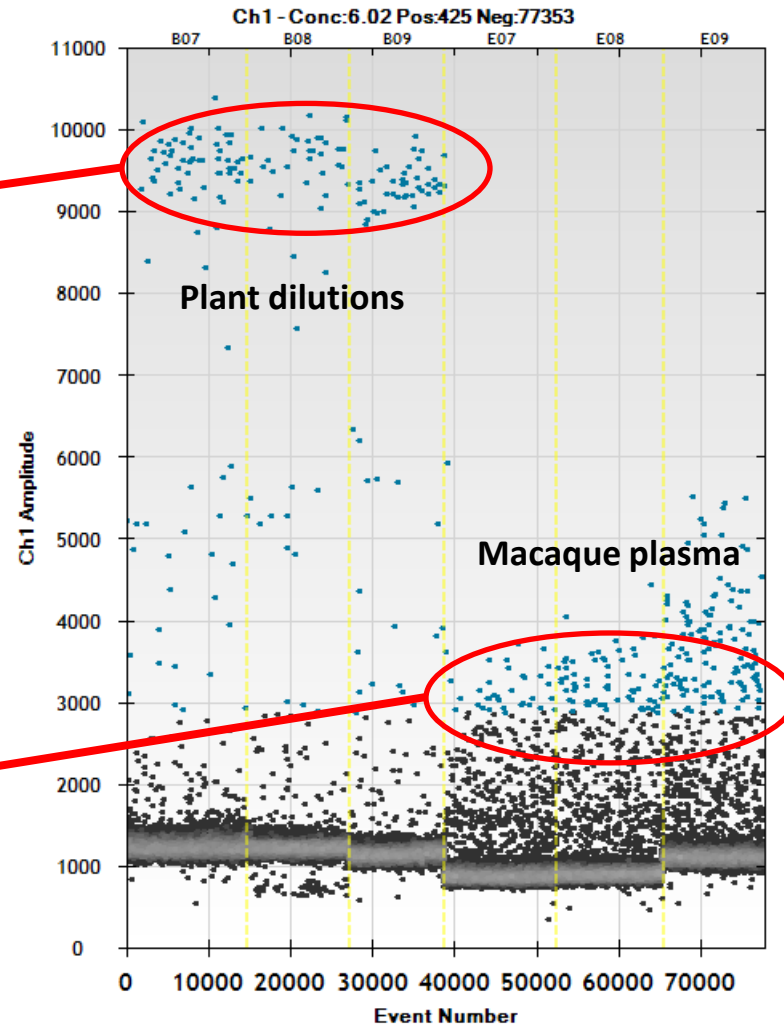 Ch1 - Conc:6.02 Pos:425 Neg:77353
B07 B08 B09 E07 E08 E09
11000
10000
9000
8000
Plant dilutions
7000
6000
Ch1 Amplitude
5000
Macaque plasma
4000
3000
2000
1000
0
0 10000 20000 30000 40000 50000 60000 70000
Event Number